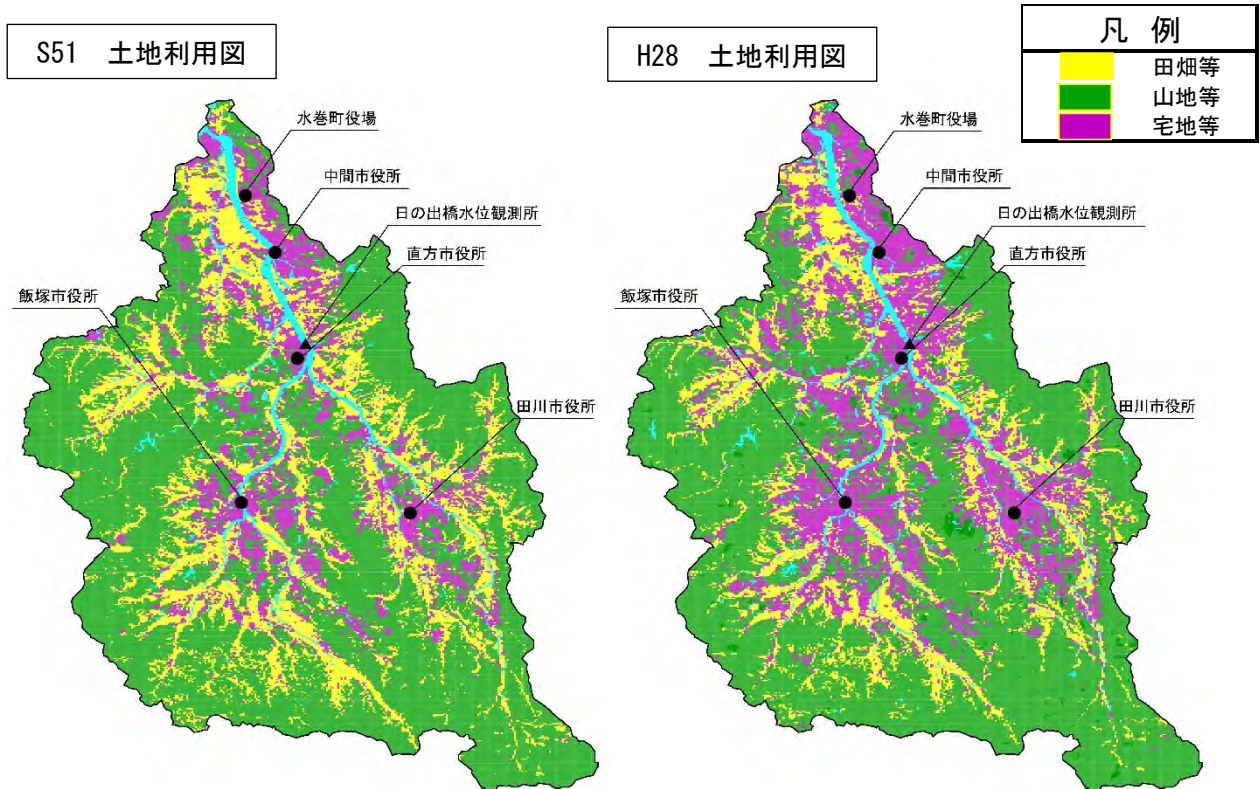 S51 土地利用図
H28 土地利用図
凡 例
田畑等
山地等
宅地等
水巻町役場
中間市役所
日の出橋水位観測所
直方市役所
飯塚市役所
田川市役所
水巻町役場
中間市役所
日の出橋水位観測所
直方市役所
飯塚市役所
田川市役所